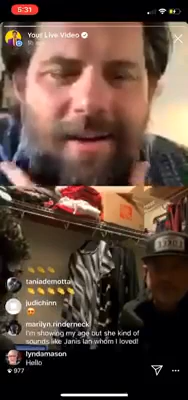 5:31
Your Live Video
taniademotta
judichinn
marilyn.rinderneck
I'm showing my age but she kind of
sounds like Janis Ian whom I loved!
lyndamason
Hello
977